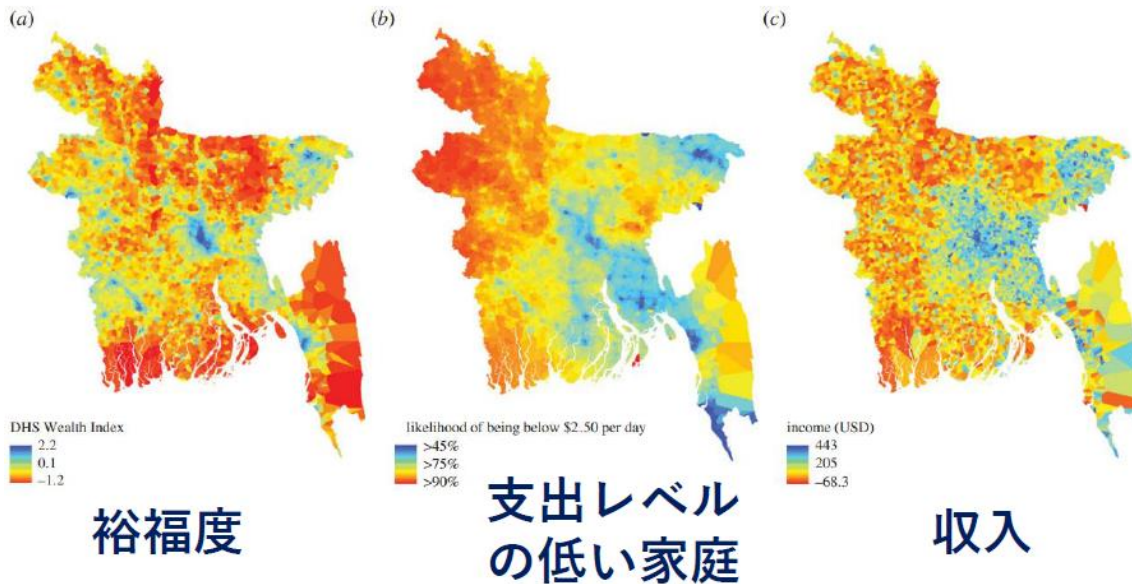 (a)
(b)
(c)
DHS Wealth Index
2.2
0.1
–1.2
likelihood of being below $2.50 per day
>45%
>75%
>90%
income (USD)
443
205
–68.3
裕福度
支出レベル
の低い家庭
収入